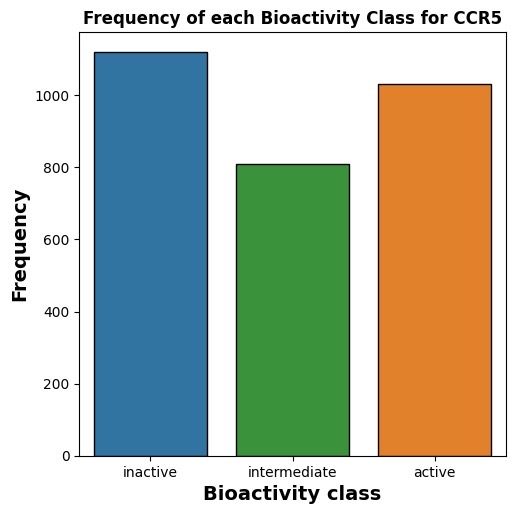 Frequency of each Bioactivity Class for CCR5
Frequency
1000
800
600
400
200
0
inactive intermediate active
Bioactivity class